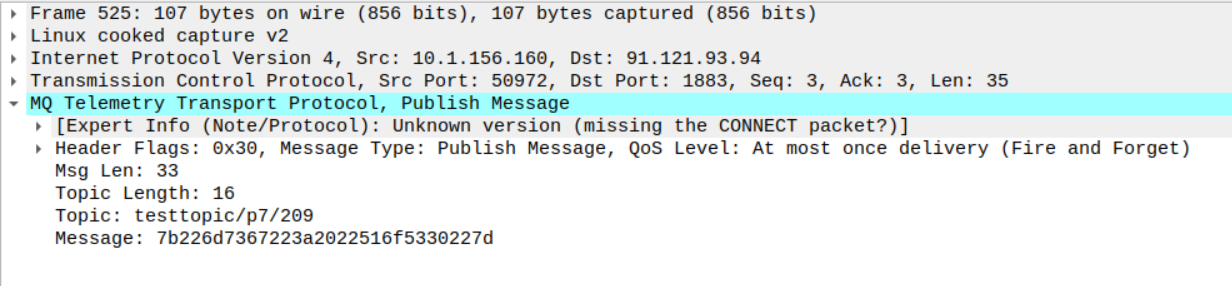 Frame 525: 107 bytes on wire (856 bits), 107 bytes captured (856 bits)
Linux cooked capture v2
Internet Protocol Version 4, Src: 10.1.156.160, Dst: 91.121.93.94
Transmission Control Protocol, Src Port: 50972, Dst Port: 1883, Seq: 3, Ack: 3, Len: 35
MQ Telemetry Transport Protocol, Publish Message
[Expert Info (Note/Protocol): Unknown version (missing the CONNECT packet?)]
Header Flags: 0x30, Message Type: Publish Message, QoS Level: At most once delivery (Fire and Forget)
Msg Len: 33
Topic Length: 16
Topic: testtopic/p7/209
Message: 7b226d7367223a2022516f5330227d